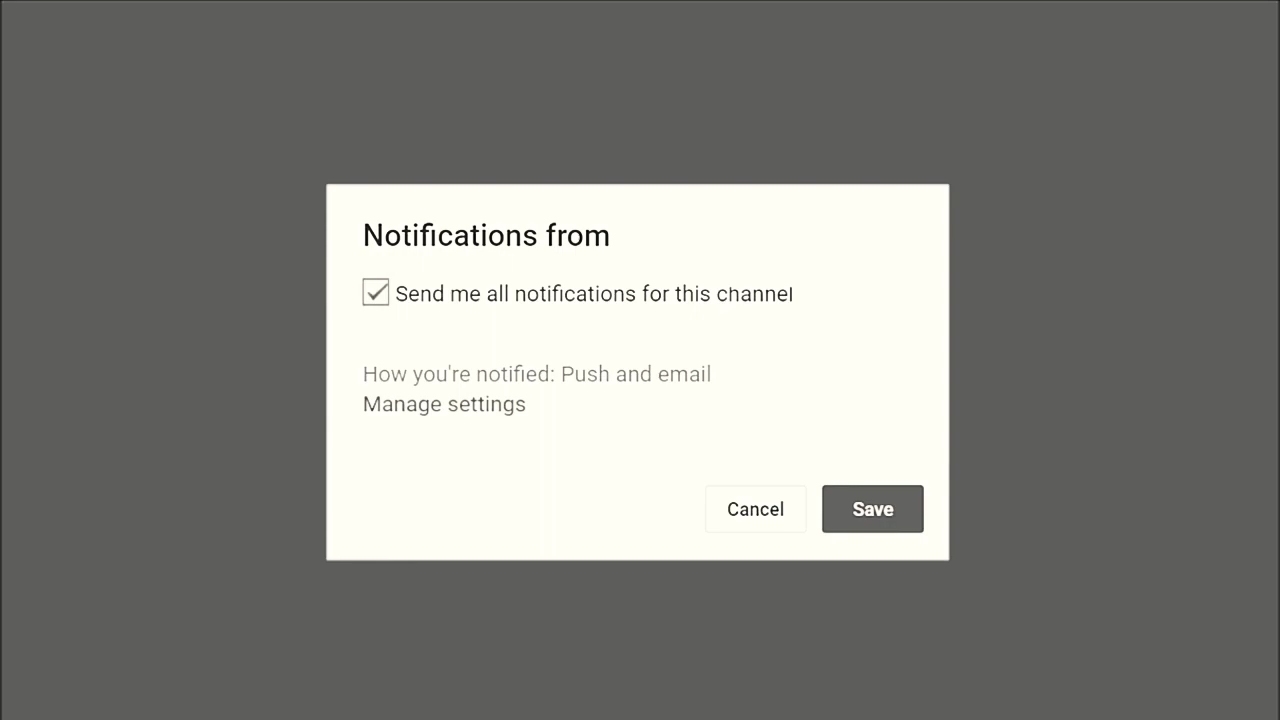 Notifications from
Send me all notifications for this channel
How you're notified: Push and email
Manage settings
Cancel
Save